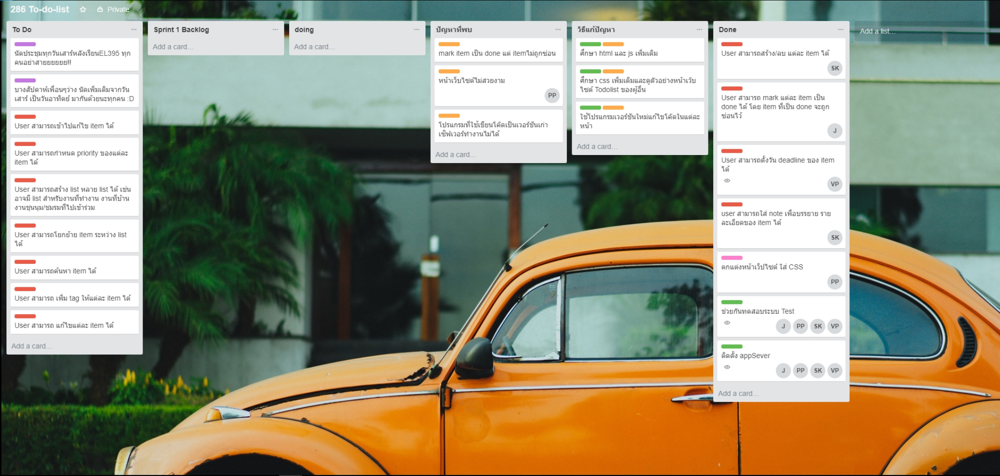 286 To-do-list
Private
To Do
นัดประชุมทุกวันเสาร์หลังเรียนEL395 ทุก
คนอย่าสายยยยยย!!
บางสัปดาห์เพื่อนๆว่าง นัดเพิ่มเติมจากวัน
เสาร์ เป็นวันอาทิตย์ มากันด้วยนะทุกคน :D
User สามารถเข้าไปแก้ไข item ได้
User สามารถกำหนด priority ของแต่ละ
item ได้
User สามารถสร้าง list หลาย list ได้ เช่น
อาจมี list สำหรับงานที่ทำงาน งานที่บ้าน
งานชุนนุม/ชมรมที่ไปเข้าร่วม
User สามารถโยกย้าย item ระหว่าง list
ได้
User สามารถค้นหา item ได้
User สามารถ เพิ่ม tag ให้แต่ละ item ได้
User สามารถ แก้ไขแต่ละ item ได้
Add a card...
Sprint 1 Backlog
Add a card...
doing
Add a card...
ปัญหาที่พบ
mark item เป็น done แต่ itemไม่ถูกซ่อน
หน้าเว็บไซต์ไม่สวยงาม
PP
โปรแกรมที่ใช้เขียนโค๊ดเป็นเวอร์ชันเก่า
เซิฟเวอร์ทำงานไม่ได้
Add a card...
วิธีแก้ปัญหา
ศึกษา html และ js เพิ่มเติม
ศึกษา css เพิ่มเติมและดูตัวอย่างหน้าเว็บ
ไซต์ Todolist ของผู้อื่น
ใช้โปรแกรมเวอร์ชันใหม่แก้ไขโค๊ดในแต่ละ
หน้า
Add a card...
Done
User สามารถสร้าง/ลบ แต่ละ item ได้
SK
User สามารถ mark แต่ละ item เป็น
done ได้ โดย item ที่เป็น done จะถูก
ซ่อนไว้
J
User สามารถตั้งวัน deadline ของ item
ได้
VP
user สามารถใส่ note เพื่อบรรยาย ราย
ละเอียดของ item ได้
SK
ตกแต่งหน้าเว็ปไซต์ ใส่ CSS
PP
ช่วยกันทดสอบระบบ Test
J PP SK VP
ติดตั้ง appSever
J PP SK VP
Add a card...
Add a list...